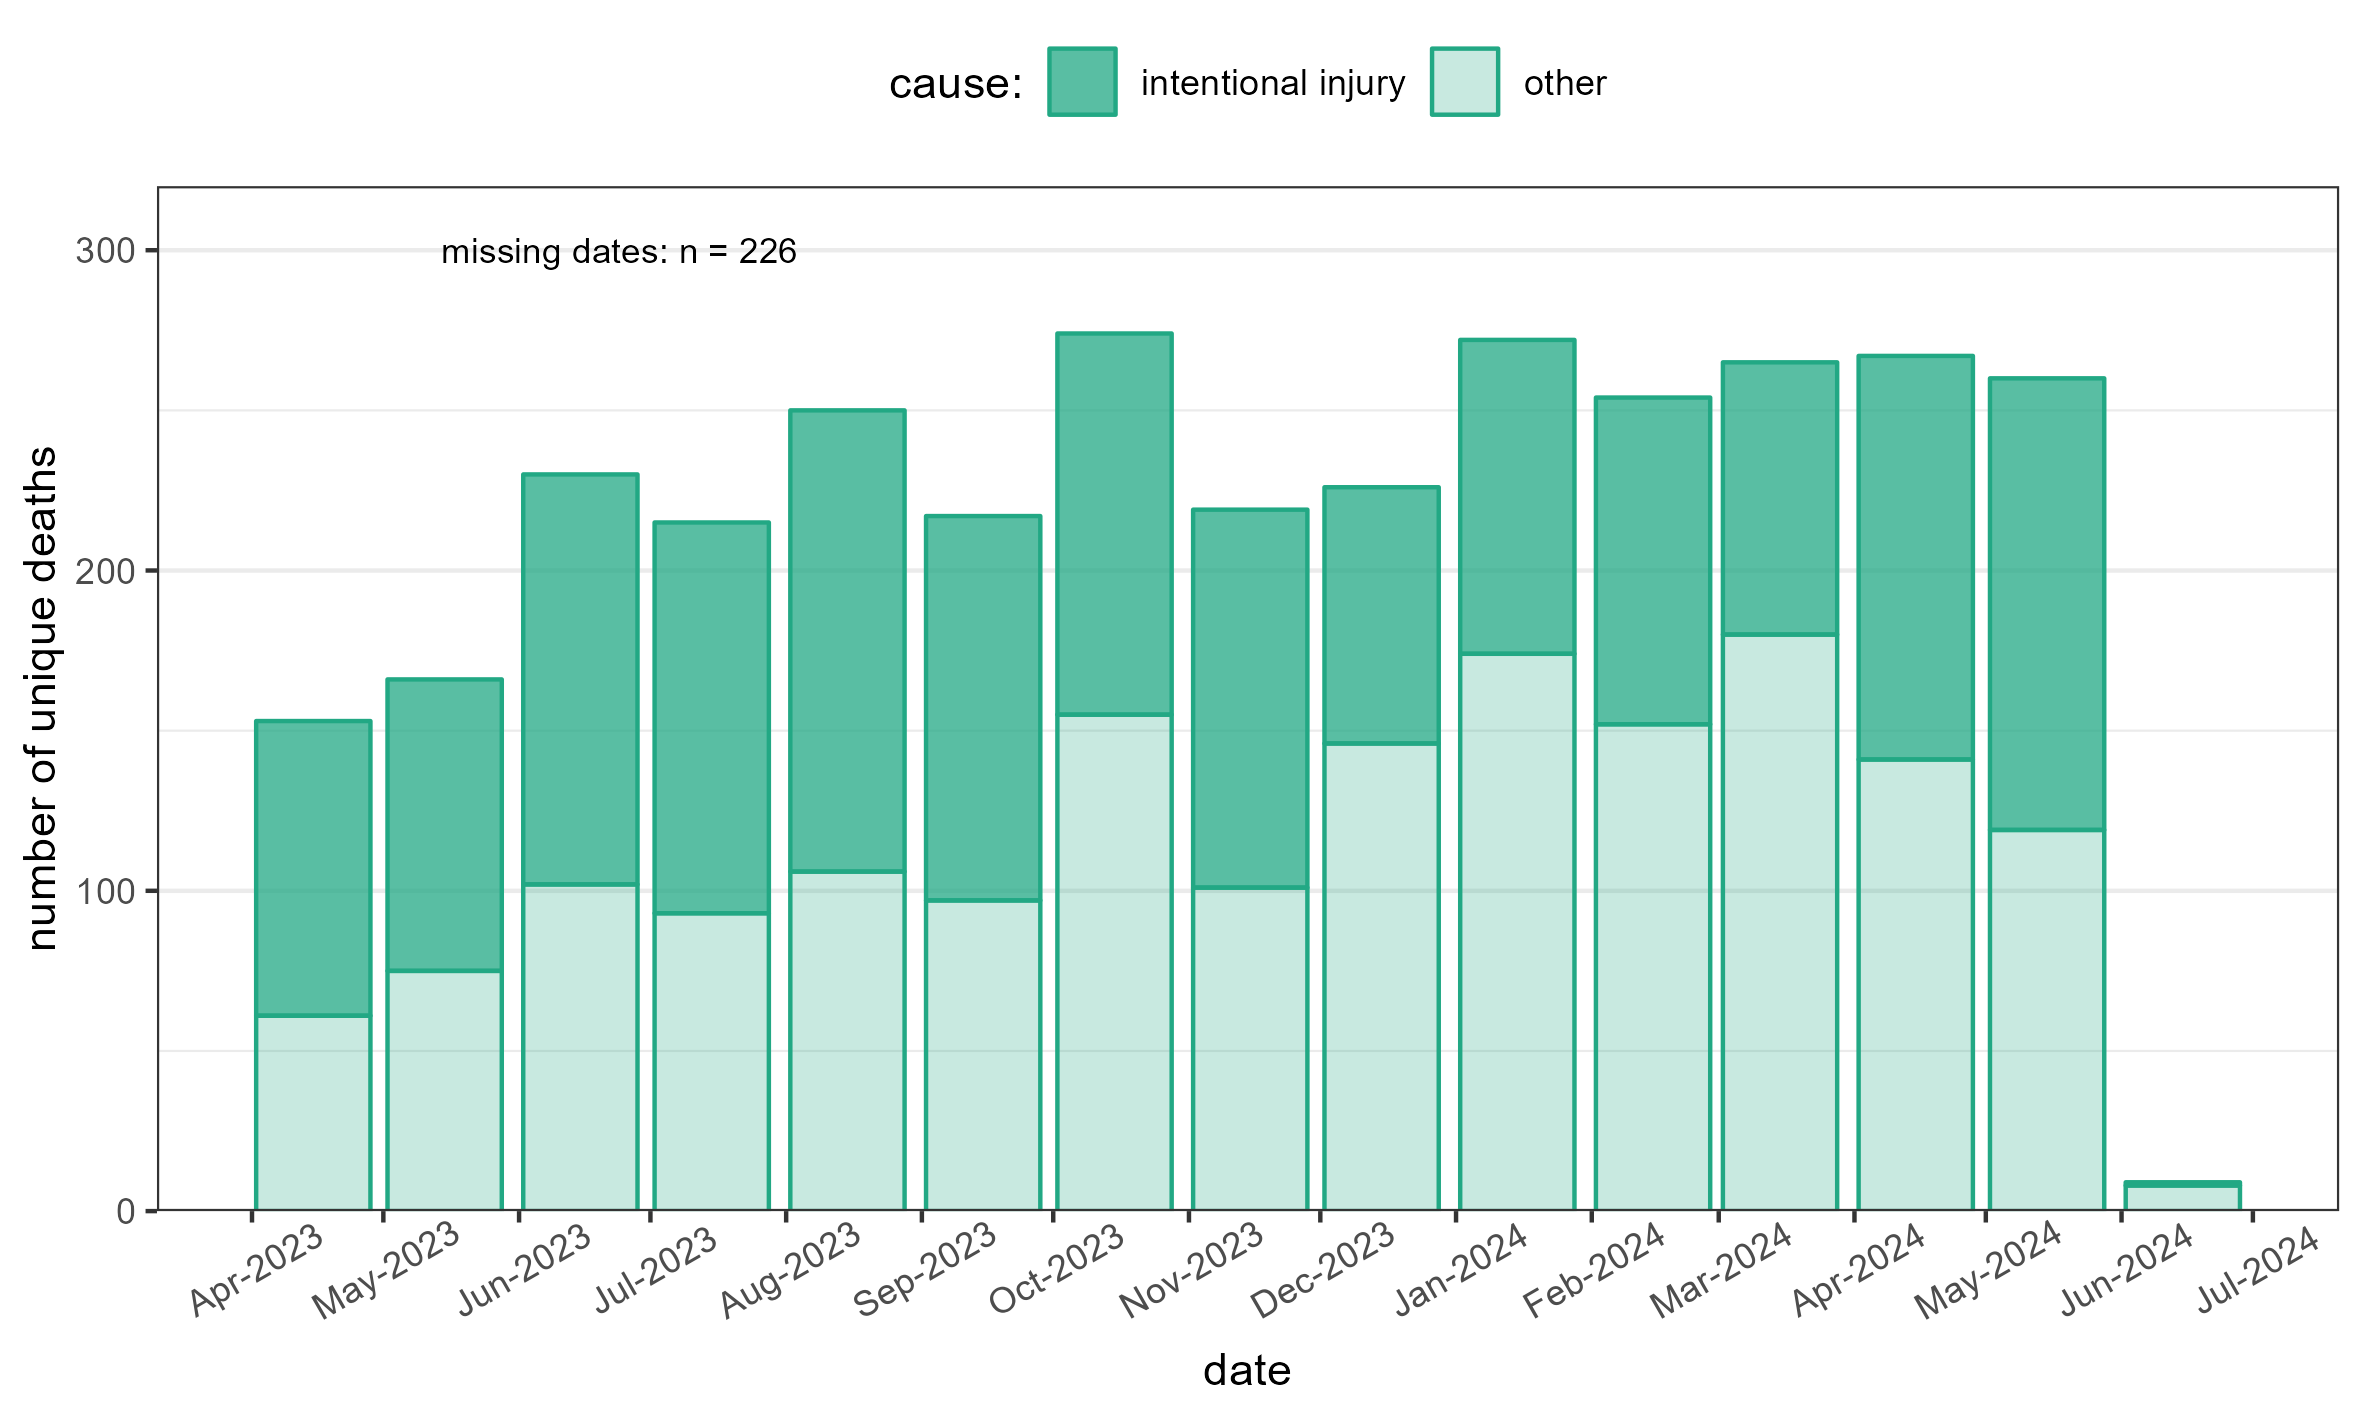 cause: intentional injury other
missing dates: n = 226
number of unique deaths
300
200
100
0
Apr-2023 May-2023 Jun-2023 Jul-2023 Aug-2023 Sep-2023 Oct-2023 Nov-2023 Dec-2023 Jan-2024 Feb-2024 Mar-2024 Apr-2024 May-2024 Jun-2024 Jul-2024
date